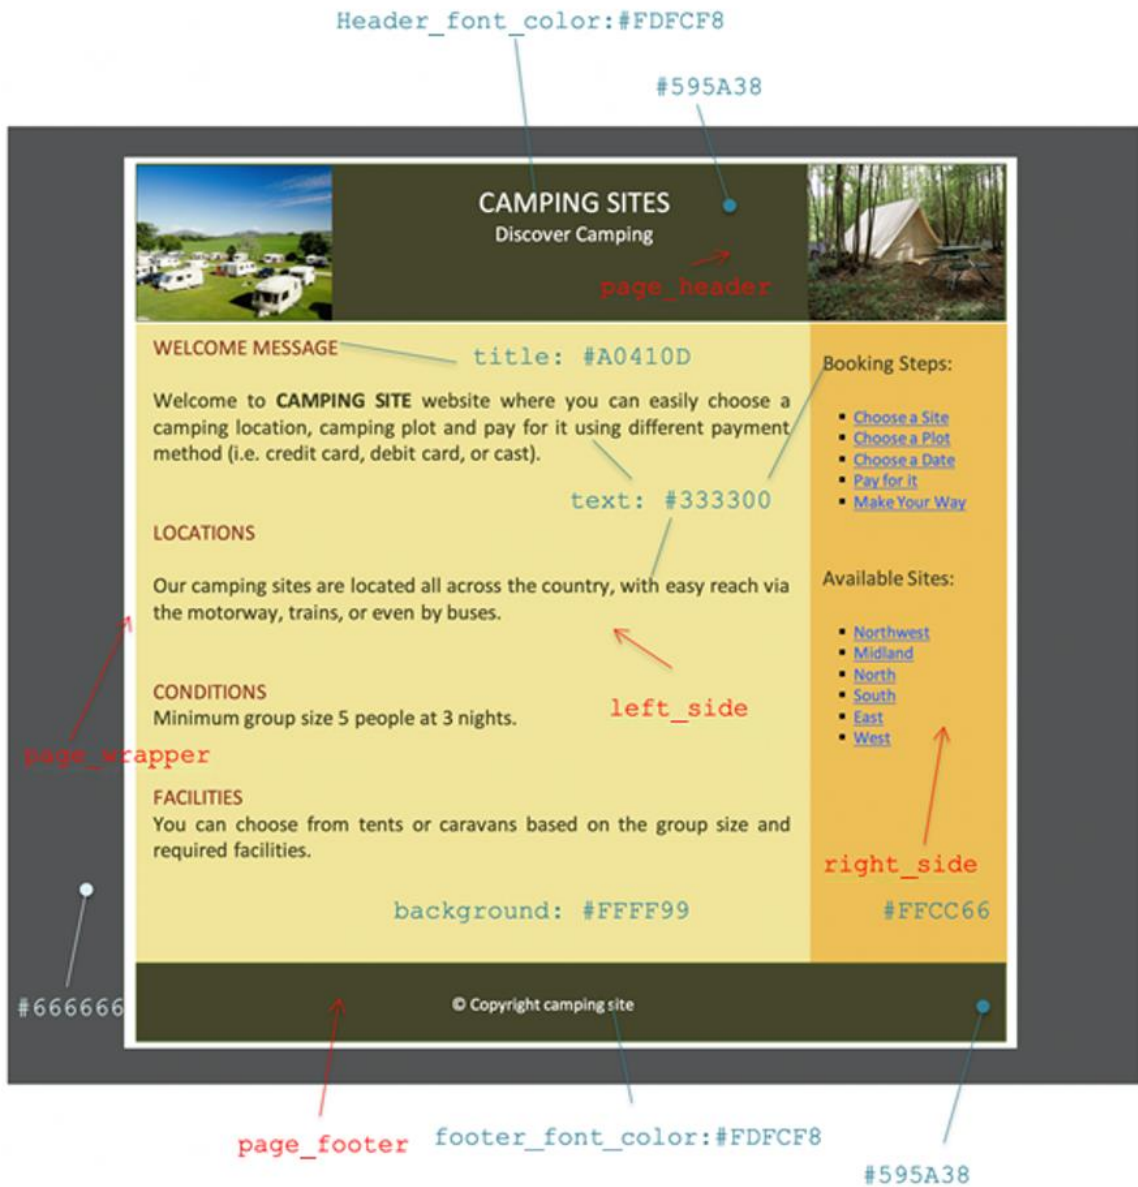 Header_font_color:#FDFCF8
#595A38
CAMPING SITES
Discover Camping
page_header
WELCOME MESSAGE
title: #A0410D
Welcome to CAMPING SITE website where you can easily choose a
camping location, camping plot and pay for it using different payment
method (i.e. credit card, debit card, or cast).
text: #333300
LOCATIONS
Our camping sites are located all across the country, with easy reach via
the motorway, trains, or even by buses.
left_side
CONDITIONS
Minimum group size 5 people at 3 nights.
page_wrapper
FACILITIES
You can choose from tents or caravans based on the group size and
required facilities.
background: #FFFF99
Booking Steps:
Choose a Site
Choose a Plot
Choose a Date
Pay for it
Make Your Way
Available Sites:
Northwest
Midland
North
South
East
West
right_side
#FFCC66
#666666
© Copyright camping site
page_footer
footer_font_color:#FDFCF8
#595A38